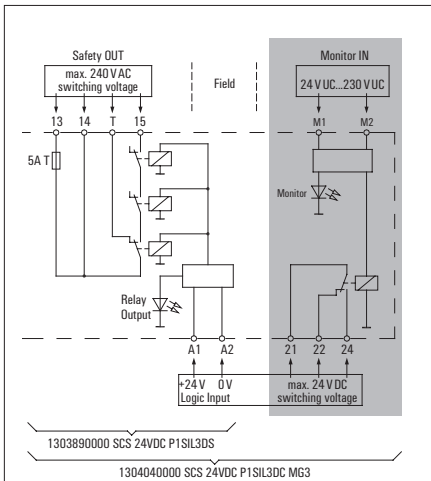 Safety OUT
Monitor IN
max. 240 V AC
switching voltage
Field
24 V UC...230 V UC
13 14 T 15
M1 M2
5A T
Monitor
Relay
Output
A1 A2 21 22 24
+24 V 0 V
Logic Input
max. 24 V DC
switching voltage
1303890000 SCS 24VDC P1SIL3DS
1304040000 SCS 24VDC P1SIL3DC MG3